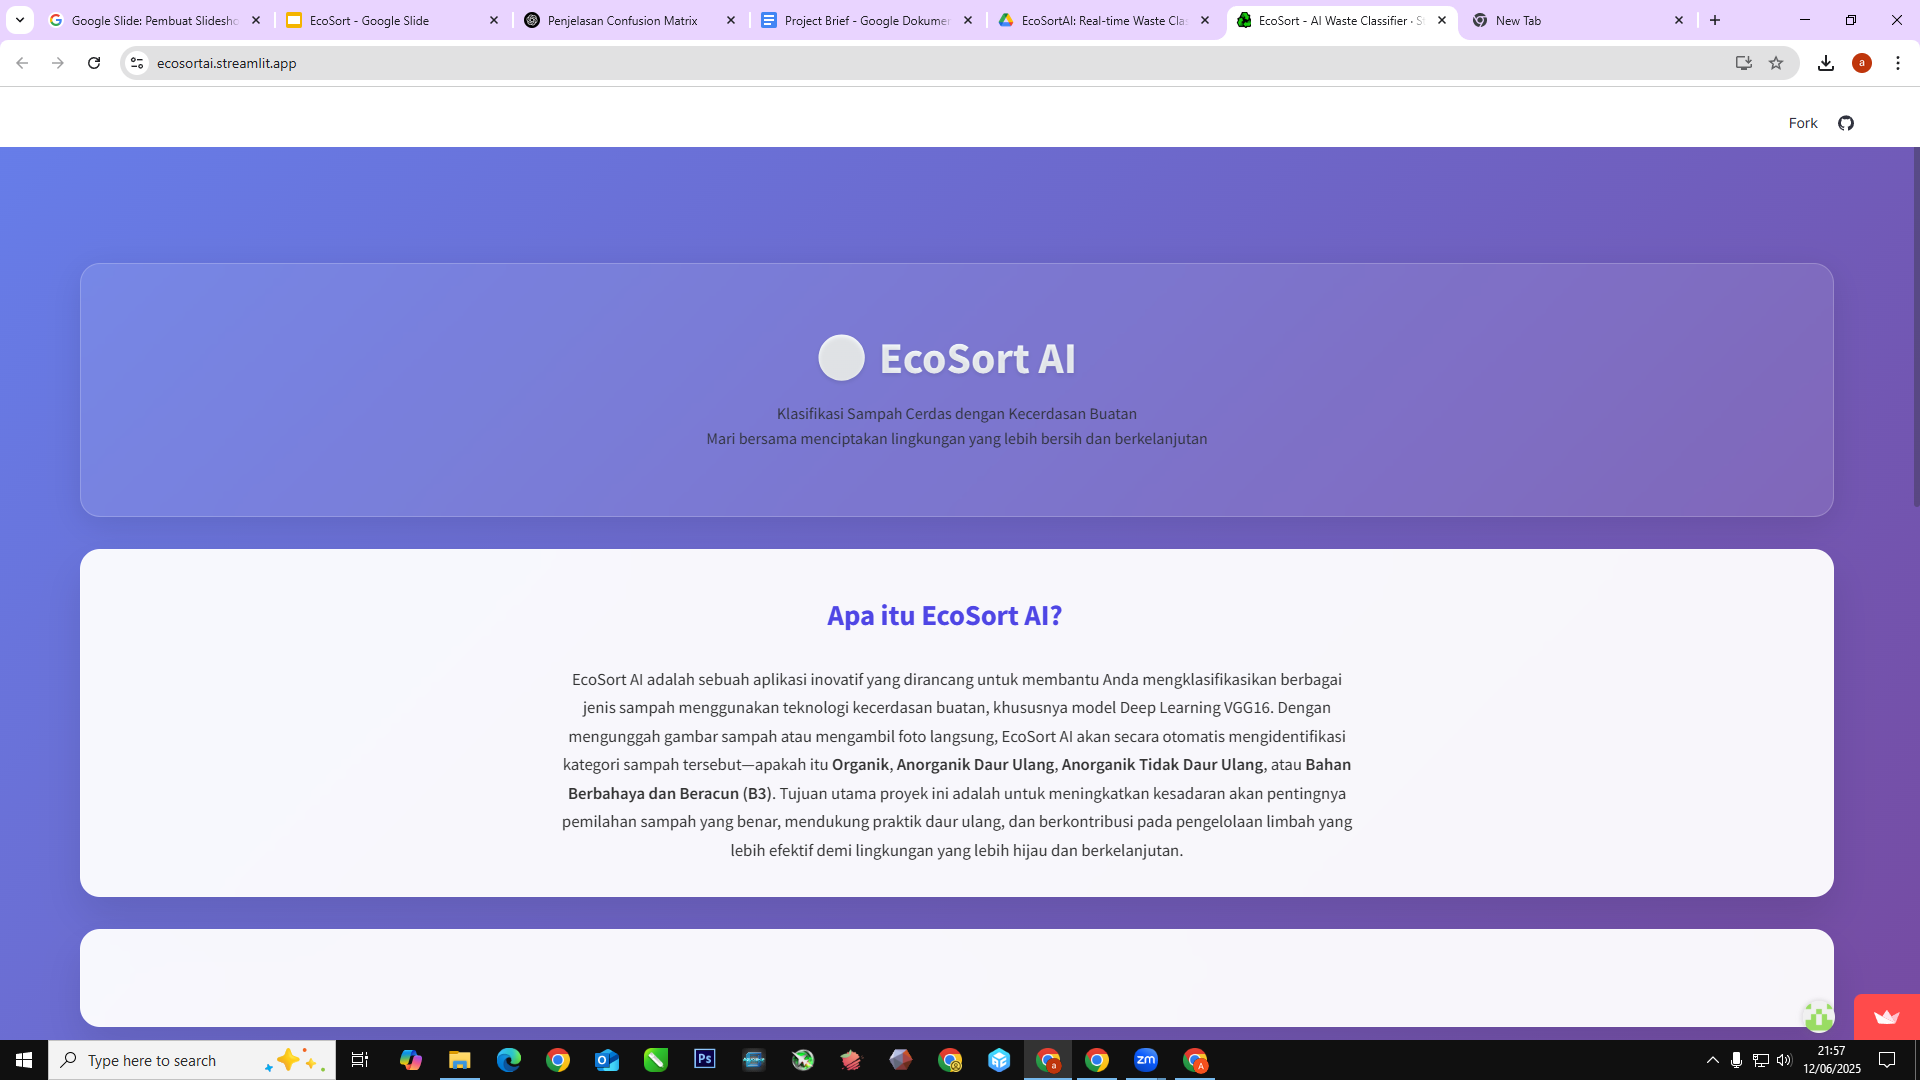 Google Slide: Pembuat Slidesho
EcoSort - Google Slide
Penjelasan Confusion Matrix
Project Brief - Google Dokumen
EcoSortAI: Real-time Waste Clas
EcoSort - AI Waste Classifier · St
New Tab
ecosortai.streamlit.app
a
Fork
EcoSort AI
Klasifikasi Sampah Cerdas dengan Kecerdasan Buatan
Mari bersama menciptakan lingkungan yang lebih bersih dan berkelanjutan
Apa itu EcoSort AI?
EcoSort AI adalah sebuah aplikasi inovatif yang dirancang untuk membantu Anda mengklasifikasikan berbagai
jenis sampah menggunakan teknologi kecerdasan buatan, khususnya model Deep Learning VGG16. Dengan
mengunggah gambar sampah atau mengambil foto langsung, EcoSort AI akan secara otomatis mengidentifikasi
kategori sampah tersebut—apakah itu Organik, Anorganik Daur Ulang, Anorganik Tidak Daur Ulang, atau Bahan
Berbahaya dan Beracun (B3). Tujuan utama proyek ini adalah untuk meningkatkan kesadaran akan pentingnya
pemilahan sampah yang benar, mendukung praktik daur ulang, dan berkontribusi pada pengelolaan limbah yang
lebih efektif demi lingkungan yang lebih hijau dan berkelanjutan.
Type here to search
Ps
a
zm
A
21:57
12/06/2025